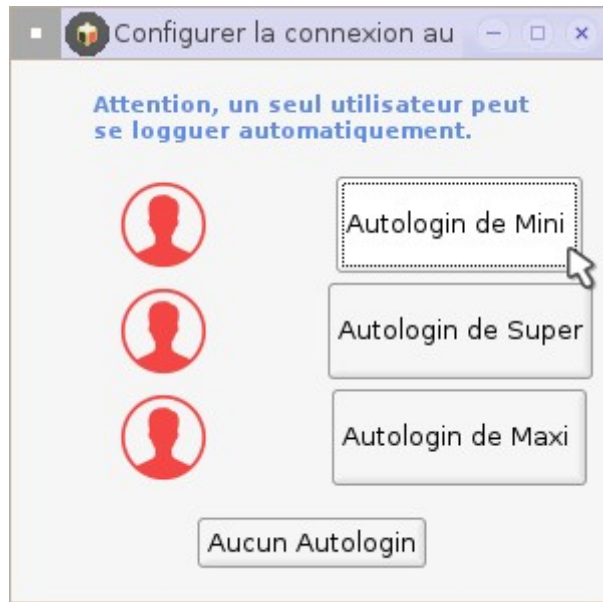 Configurer la connexion au
Attention, un seul utilisateur peut
se logguer automatiquement.
Autologin de Mini
Autologin de Super
Autologin de Maxi
Aucun Autologin